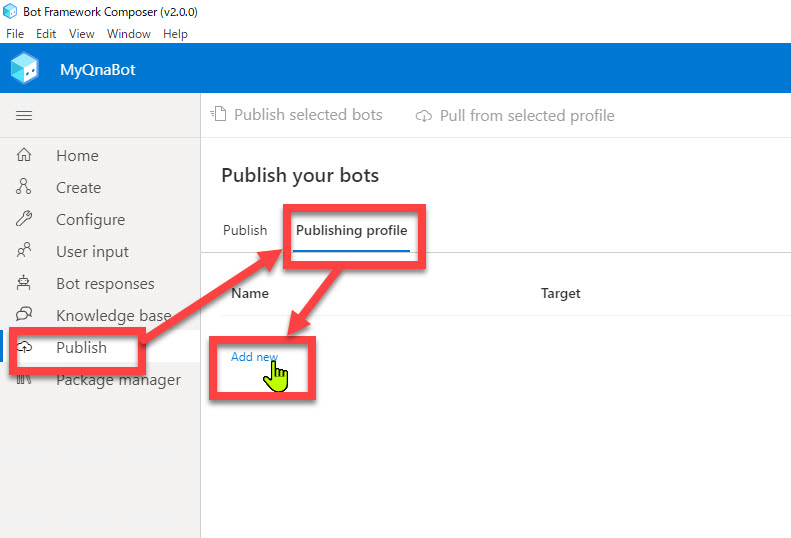 Bot Framework Composer (v2.0.0)
File Edit View Window Help
MyQnaBot
Publish selected bots Pull from selected profile
Home
Create
Configure
User input
Bot responses
Knowledge base
Publish
Package manager
Publish your bots
Publish Publishing profile
Name Target
Add new